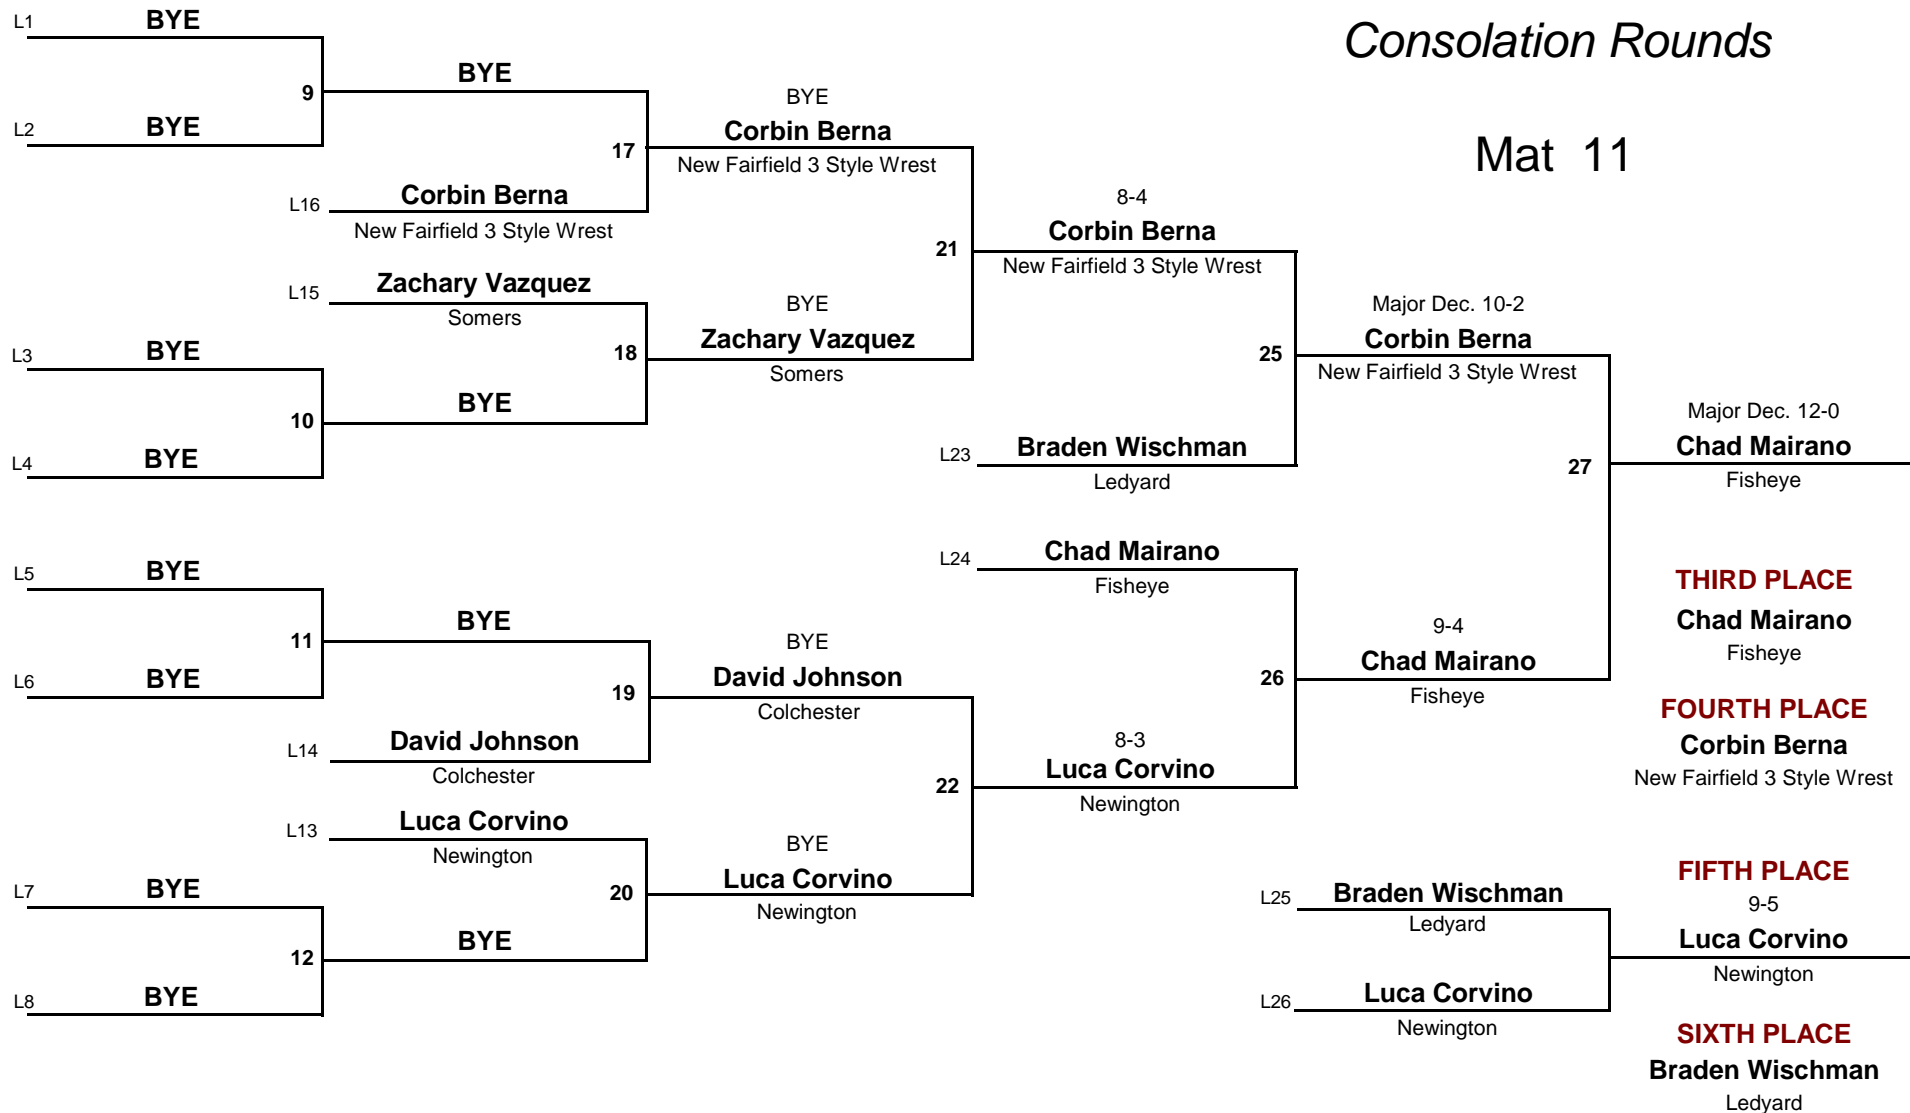 Consolation Rounds
Mat 11
L1 BYE
9
BYE
L2 BYE
BYE
17
Corbin Berna
New Fairfield 3 Style Wrest
L16 Corbin Berna
New Fairfield 3 Style Wrest
8-4
21
Corbin Berna
New Fairfield 3 Style Wrest
L15 Zachary Vazquez
Somers
BYE
18
Zachary Vazquez
Somers
L3 BYE
10
BYE
L4 BYE
Major Dec. 10-2
25
Corbin Berna
New Fairfield 3 Style Wrest
L23 Braden Wischman
Ledyard
Major Dec. 12-0
27
Chad Mairano
Fisheye
L24 Chad Mairano
Fisheye
L5 BYE
11
BYE
L6 BYE
BYE
19
David Johnson
Colchester
L14 David Johnson
Colchester
9-4
26
Chad Mairano
Fisheye
8-3
22
Luca Corvino
Newington
L13 Luca Corvino
Newington
BYE
20
Luca Corvino
Newington
L7 BYE
12
BYE
L8 BYE
THIRD PLACE
Chad Mairano
Fisheye
FOURTH PLACE
Corbin Berna
New Fairfield 3 Style Wrest
L25 Braden Wischman
Ledyard
L26 Luca Corvino
Newington
FIFTH PLACE
9-5
Luca Corvino
Newington
SIXTH PLACE
Braden Wischman
Ledyard